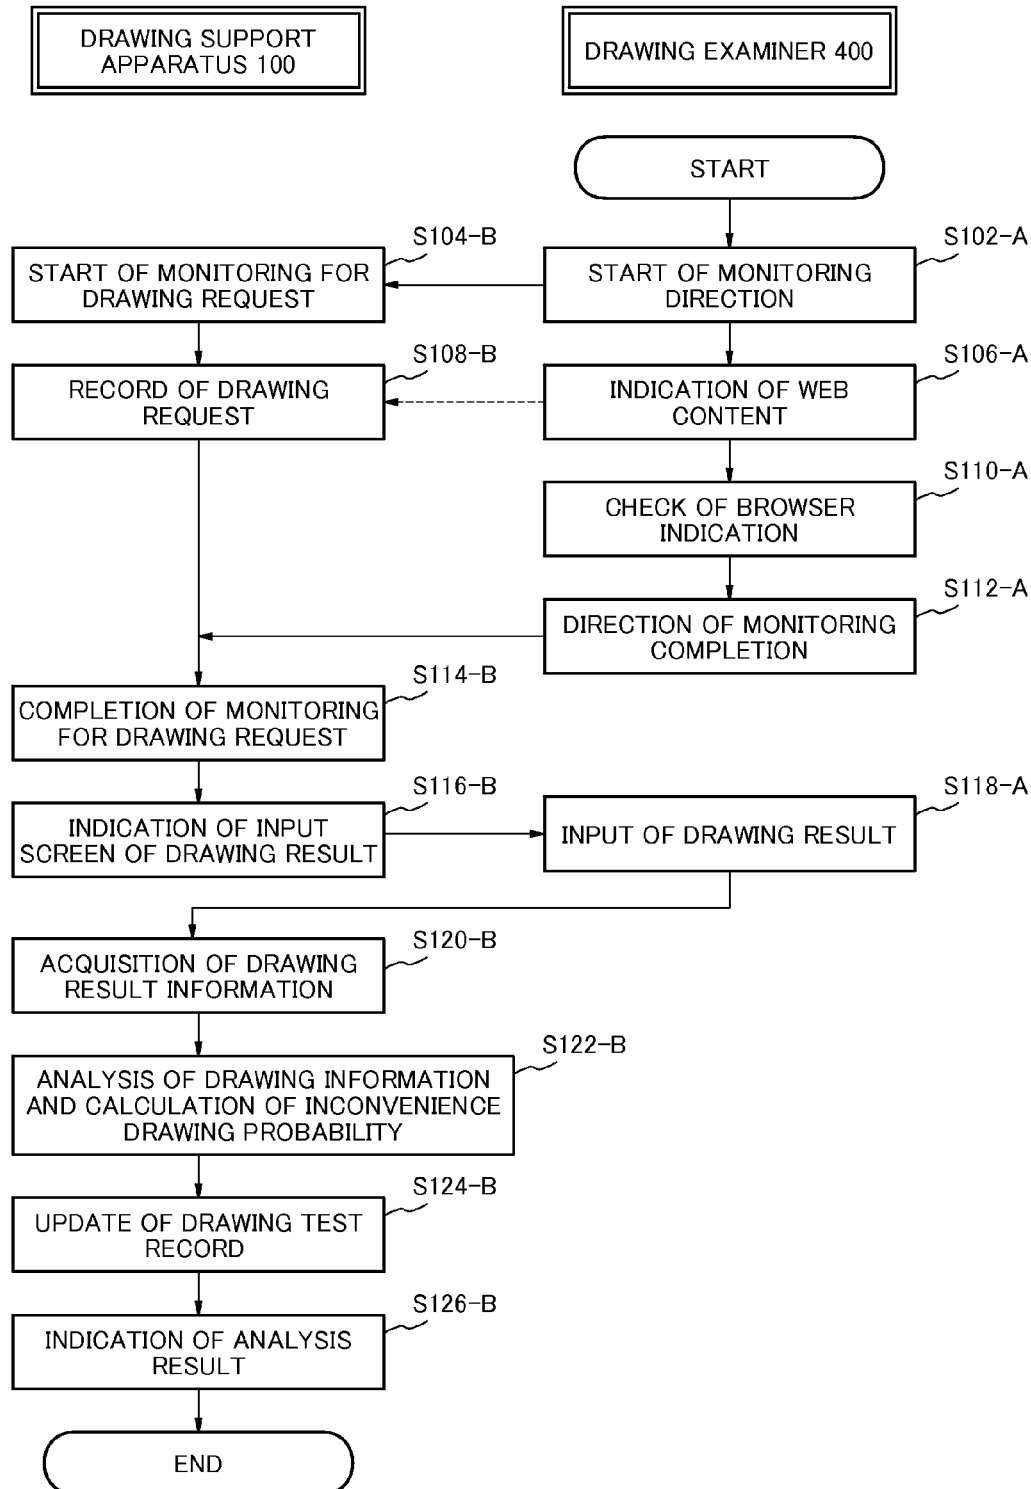 DRAWING SUPPORT
APPARATUS 100
DRAWING EXAMINER 400
START
S104-B
S102-A
START OF MONITORING FOR
DRAWING REQUEST
START OF MONITORING
DIRECTION
S108-B
S106-A
RECORD OF DRAWING
REQUEST
INDICATION OF WEB
CONTENT
S110-A
CHECK OF BROWSER
INDICATION
S112-A
DIRECTION OF MONITORING
COMPLETION
S114-B
COMPLETION OF MONITORING
FOR DRAWING REQUEST
S116-B
S118-A
INDICATION OF INPUT
SCREEN OF DRAWING RESULT
INPUT OF DRAWING RESULT
S120-B
ACQUISITION OF DRAWING
RESULT INFORMATION
S122-B
ANALYSIS OF DRAWING INFORMATION
AND CALCULATION OF INCONVENIENCE
DRAWING PROBABILITY
S124-B
UPDATE OF DRAWING TEST
RECORD
S126-B
INDICATION OF ANALYSIS
RESULT
END